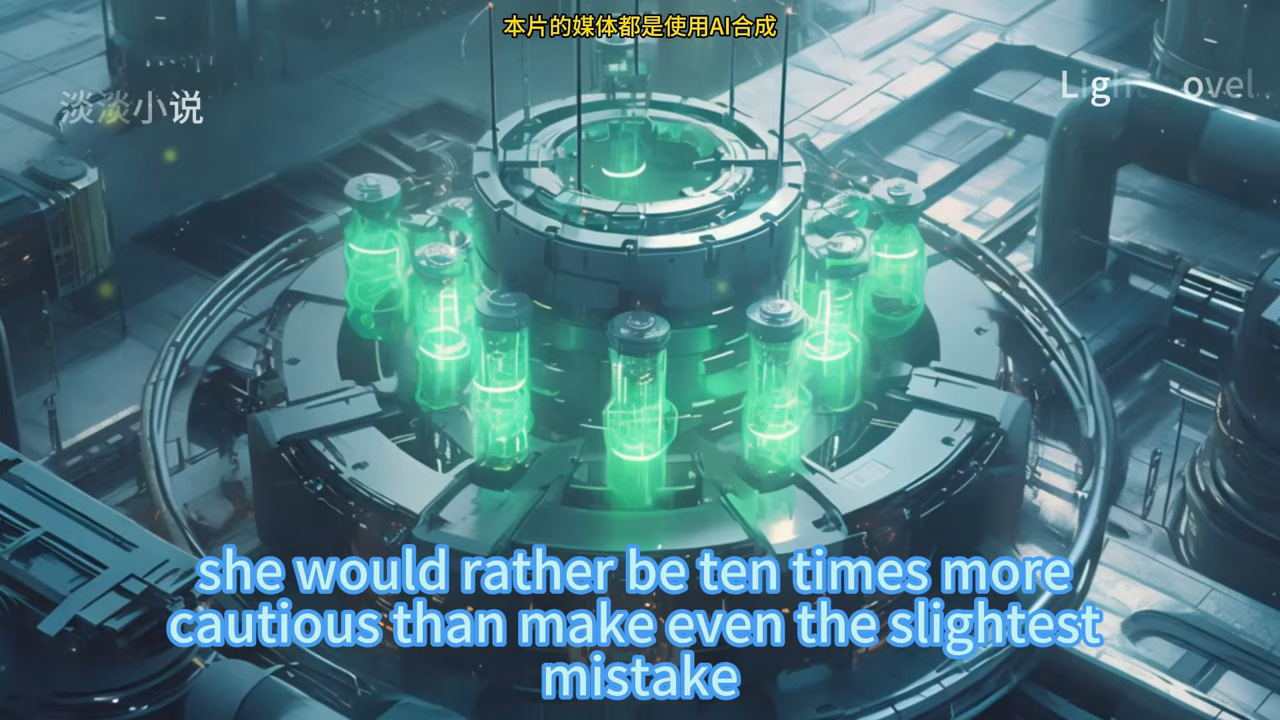 本片的媒体都是使用AI合成
淡淡小说
she would rather be ten times more
cautious than make even the slightest
mistake